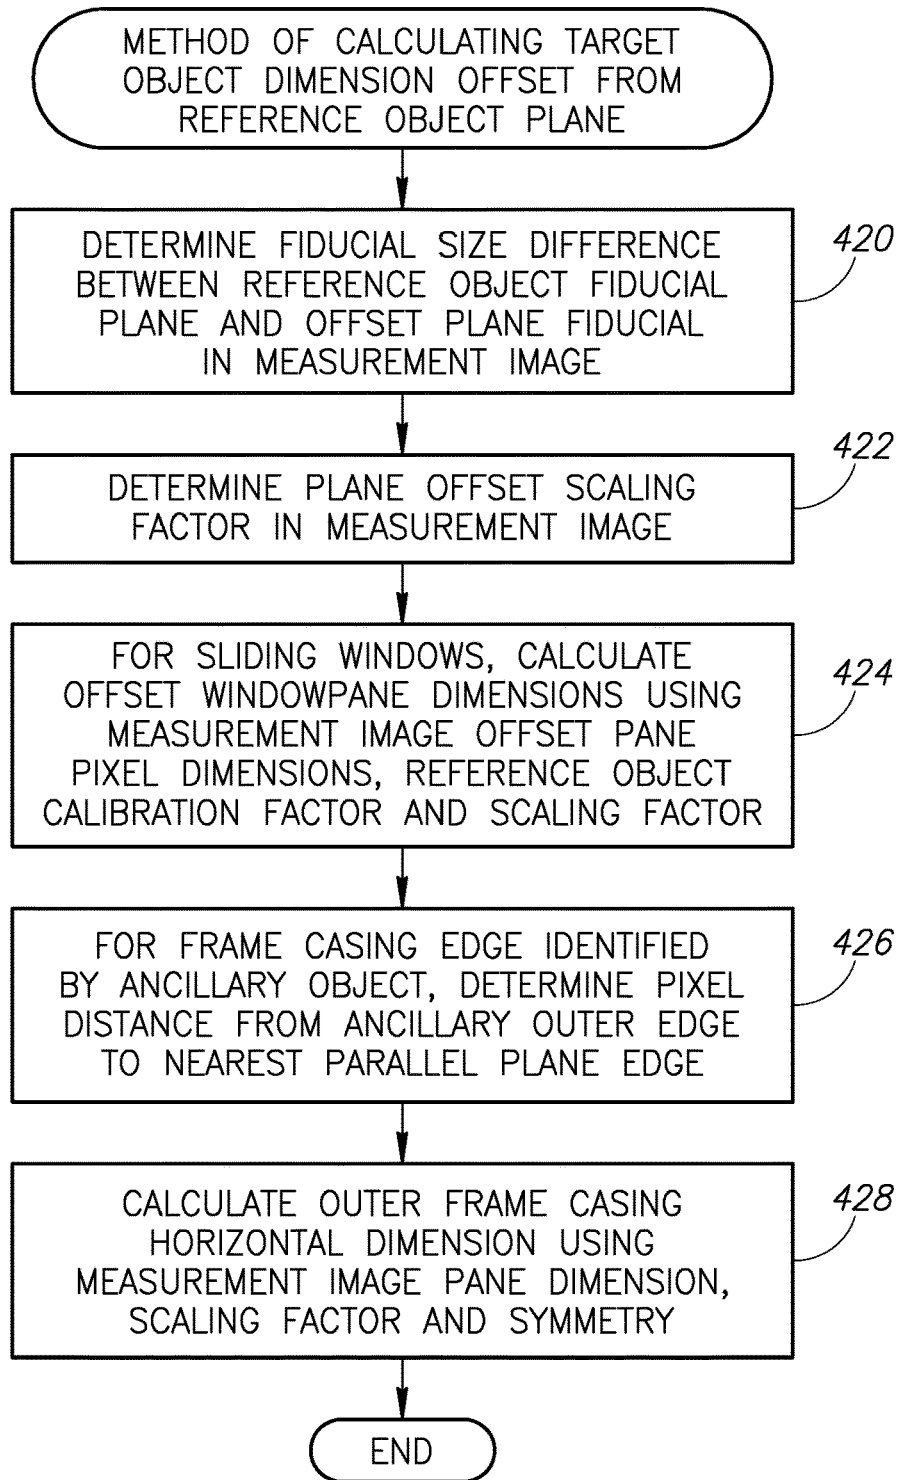 METHOD OF CALCULATING TARGET
OBJECT DIMENSION OFFSET FROM
REFERENCE OBJECT PLANE
DETERMINE FIDUCIAL SIZE DIFFERENCE
BETWEEN REFERENCE OBJECT FIDUCIAL
PLANE AND OFFSET PLANE FIDUCIAL
IN MEASUREMENT IMAGE
420
DETERMINE PLANE OFFSET SCALING
FACTOR IN MEASUREMENT IMAGE
422
FOR SLIDING WINDOWS, CALCULATE
OFFSET WINDOWPANE DIMENSIONS USING
MEASUREMENT IMAGE OFFSET PANE
PIXEL DIMENSIONS, REFERENCE OBJECT
CALIBRATION FACTOR AND SCALING FACTOR
424
FOR FRAME CASING EDGE IDENTIFIED
BY ANCILLARY OBJECT, DETERMINE PIXEL
DISTANCE FROM ANCILLARY OUTER EDGE
TO NEAREST PARALLEL PLANE EDGE
426
CALCULATE OUTER FRAME CASING
HORIZONTAL DIMENSION USING
MEASUREMENT IMAGE PANE DIMENSION,
SCALING FACTOR AND SYMMETRY
428
END